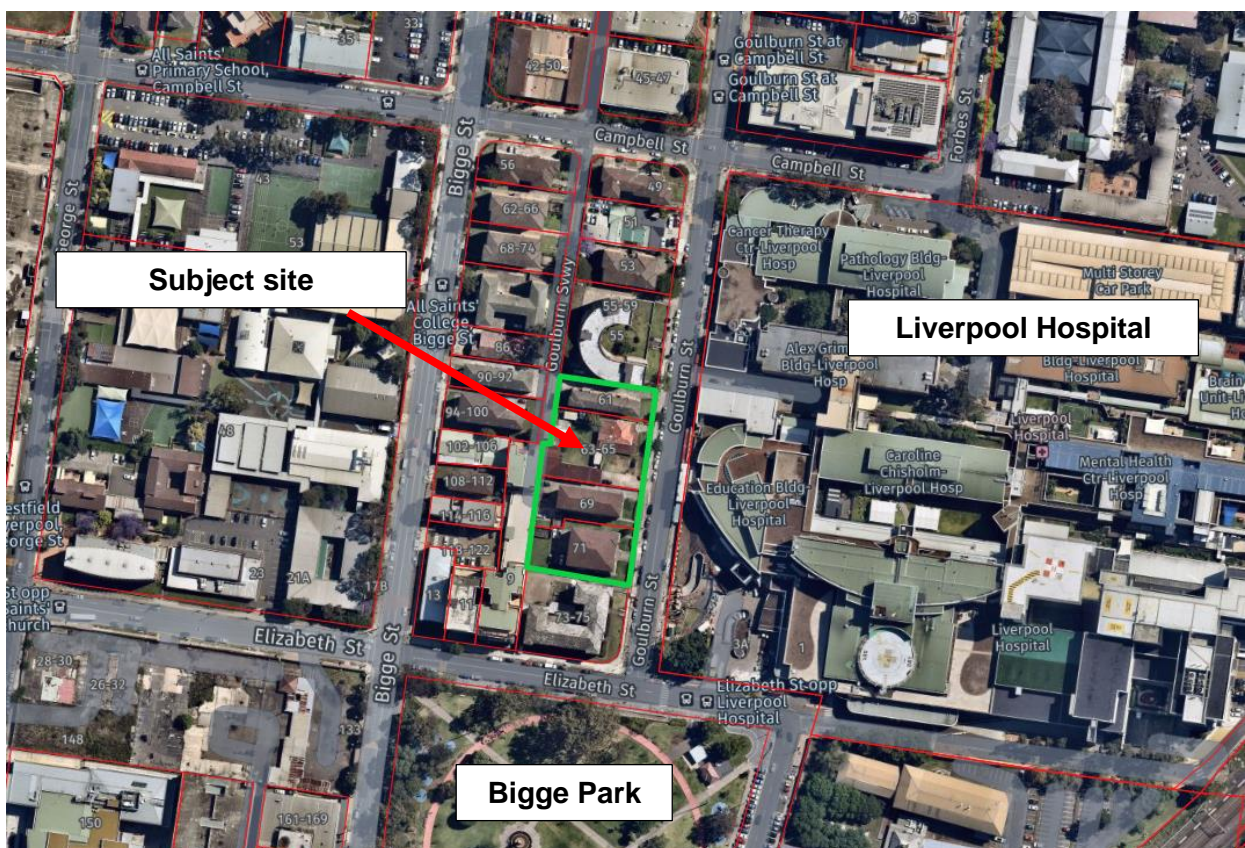 33
All Saints'
Primary School,
Campbell St
35
42-50
45-47
43
Goulburn St at
Campbell St
Goulburn St at
Campbell St
Forbes St
Bigge St
Campbell St
Campbell St
George St
43
53
56
62-66
68-74
49
51
53
4
Cancer Therapy
Ctr-Liverpool
Hosp
Pathology Bldg-
Liverpool
Hospital
Multi Storey
Car Park
Subject site
Liverpool Hospital
All Saints'
College,
Bigge St
Goulburn Svwy
55-59
55
86
90-92
94-100
102-106
108-112
114-116
118-122
Goulburn St
Bldg-Liverpool
Hosp
Bldg-Liverpool
Hospital
61
63-65
69
71
48
Liverpool
Hospital
Caroline
Chisholm-
Liverpool Hosp
Mental Health
Ctr-Liverpool
Hosp
Education Bldg-
Liverpool
Hospital
23
21A
17B
13
11
9
73-75
Elizabeth St
Bigge St
Goulburn St
3A
1
Liverpool
Hospital
Elizabeth St
Elizabeth St opp
Liverpool
Hospital
28-30
26-32
148
133
150
161-169
Bigge Park